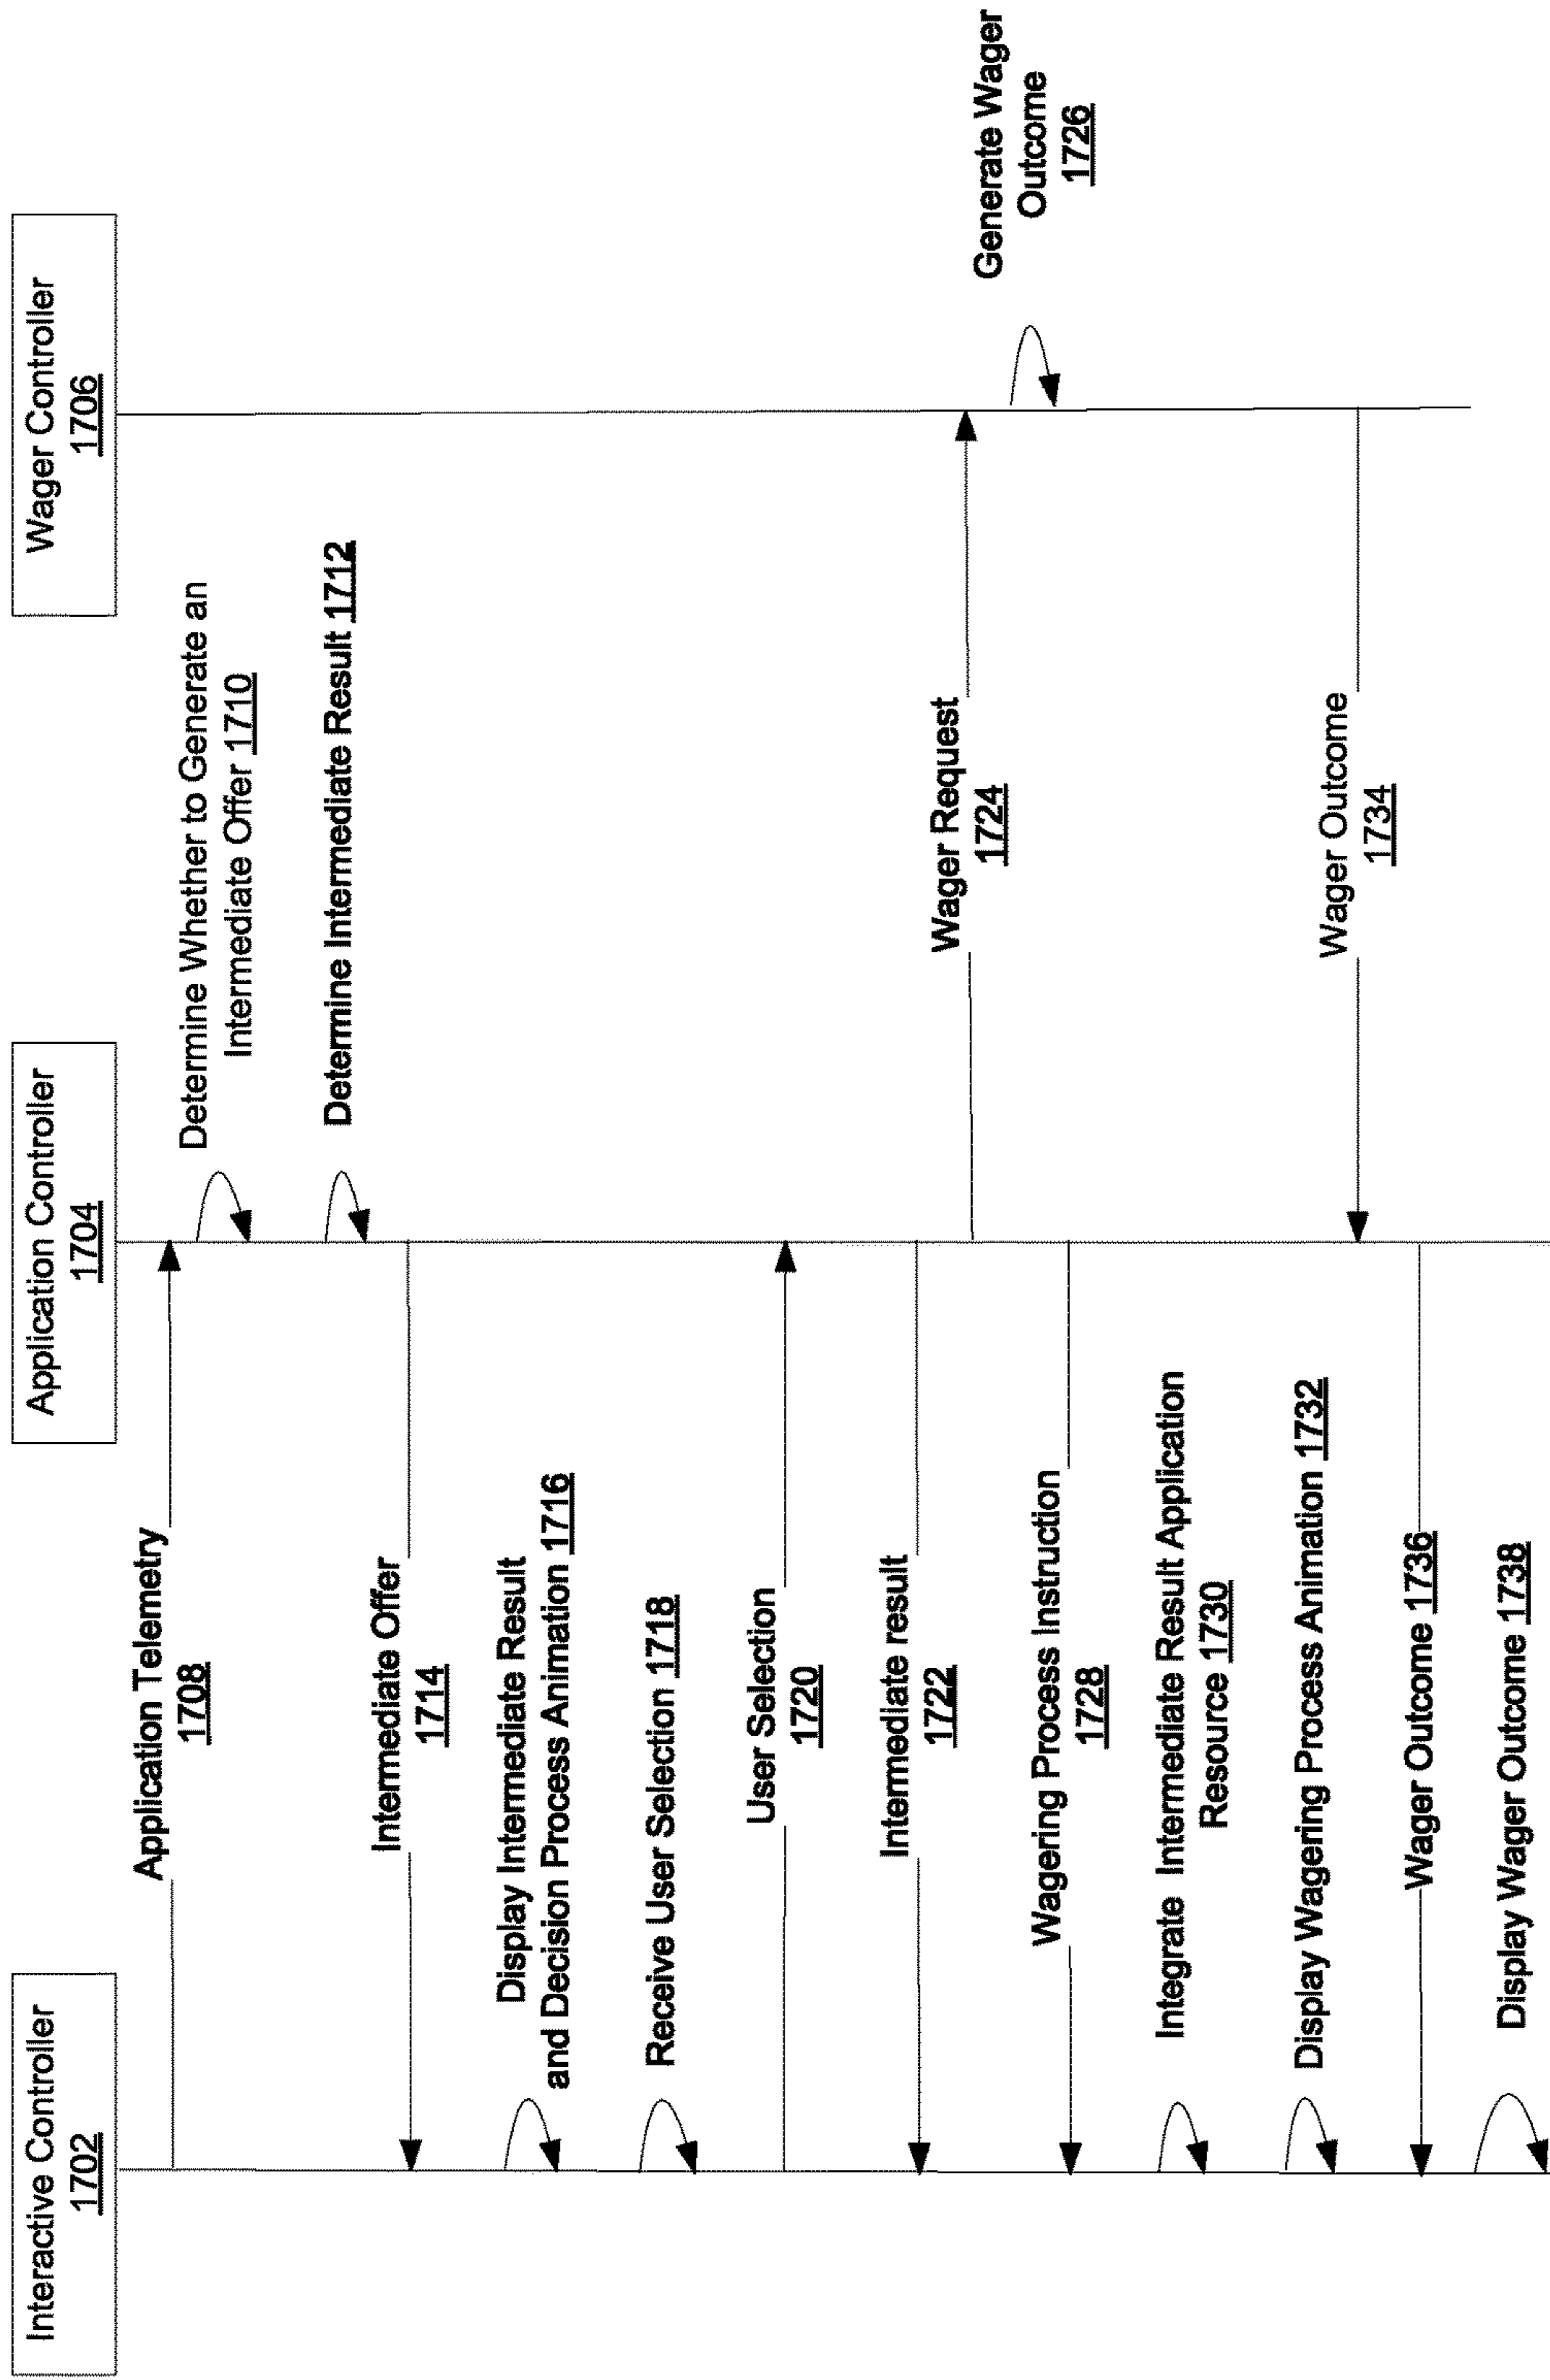 Interactive Controller
1702
Application Controller
1704
Wager Controller
1706
Application Telemetry
1708
Determine Whether to Generate an
Intermediate Offer 1710
Determine Intermediate Result 1712
Intermediate Offer
1714
Display Intermediate Result
and Decision Process Animation 1716
Receive User Selection 1718
User Selection
1720
Intermediate result
1722
Wager Request
1724
Generate Wager
Outcome
1726
Wagering Process Instruction
1728
Integrate Intermediate Result Application
Resource 1730
Display Wagering Process Animation 1732
Wager Outcome
1734
Wager Outcome 1736
Display Wager Outcome 1738